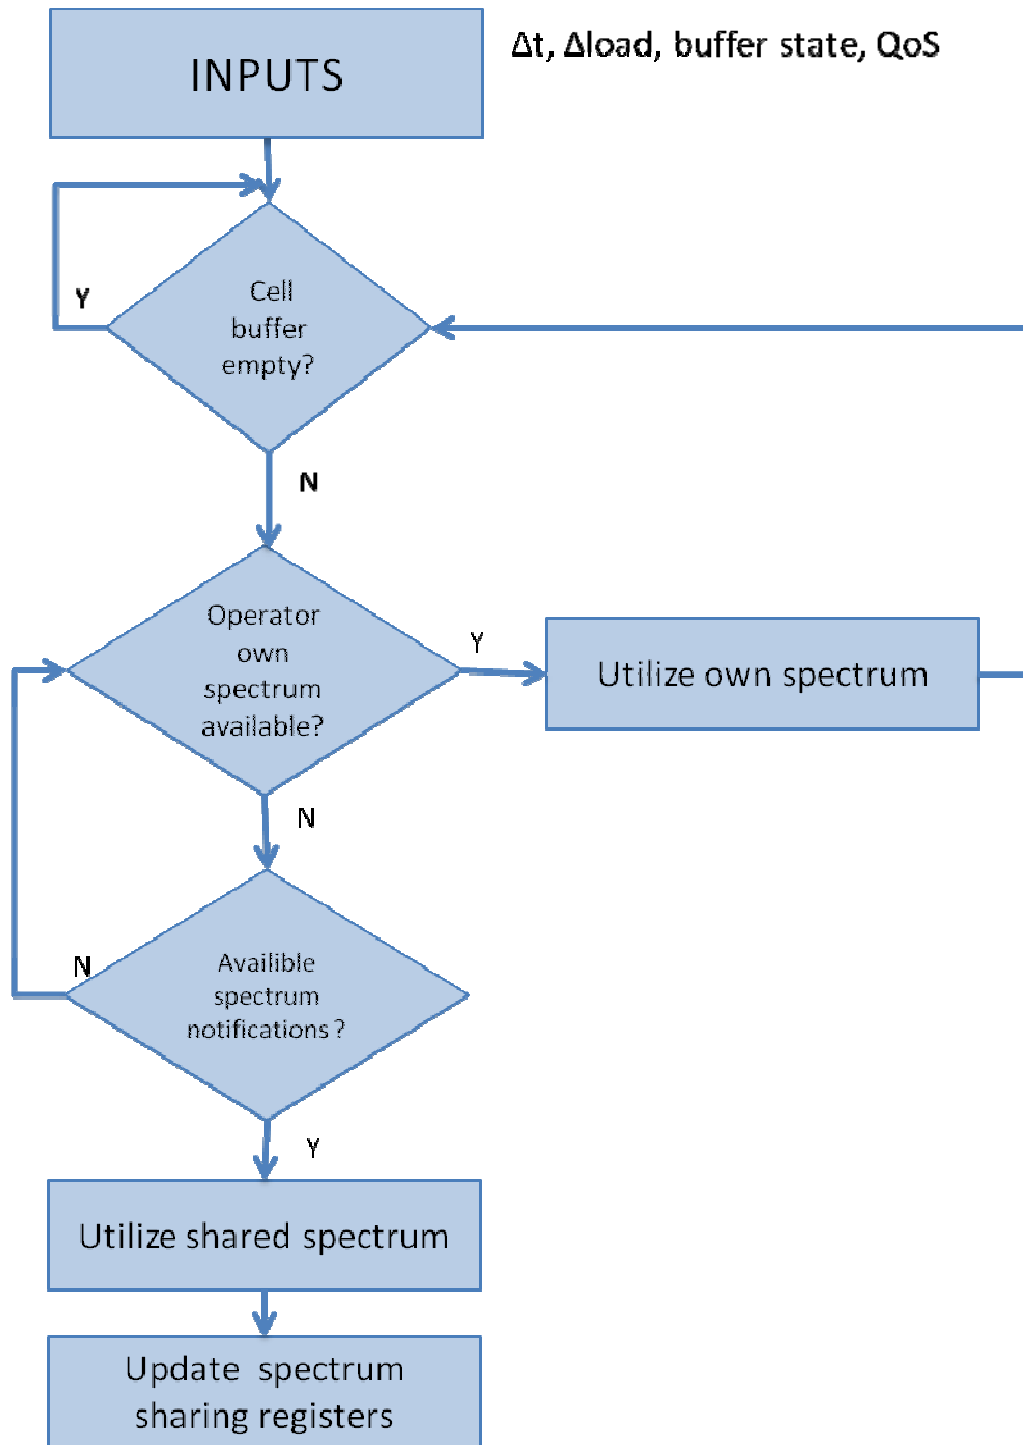 INPUTS
Δt, Δload, buffer state, QoS
Cell
buffer
empty?
Y
N
Operator
own
spectrum
available?
Y
Utilize own spectrum
N
Availible
spectrum
notifications?
N
Y
Utilize shared spectrum
Update spectrum
sharing registers